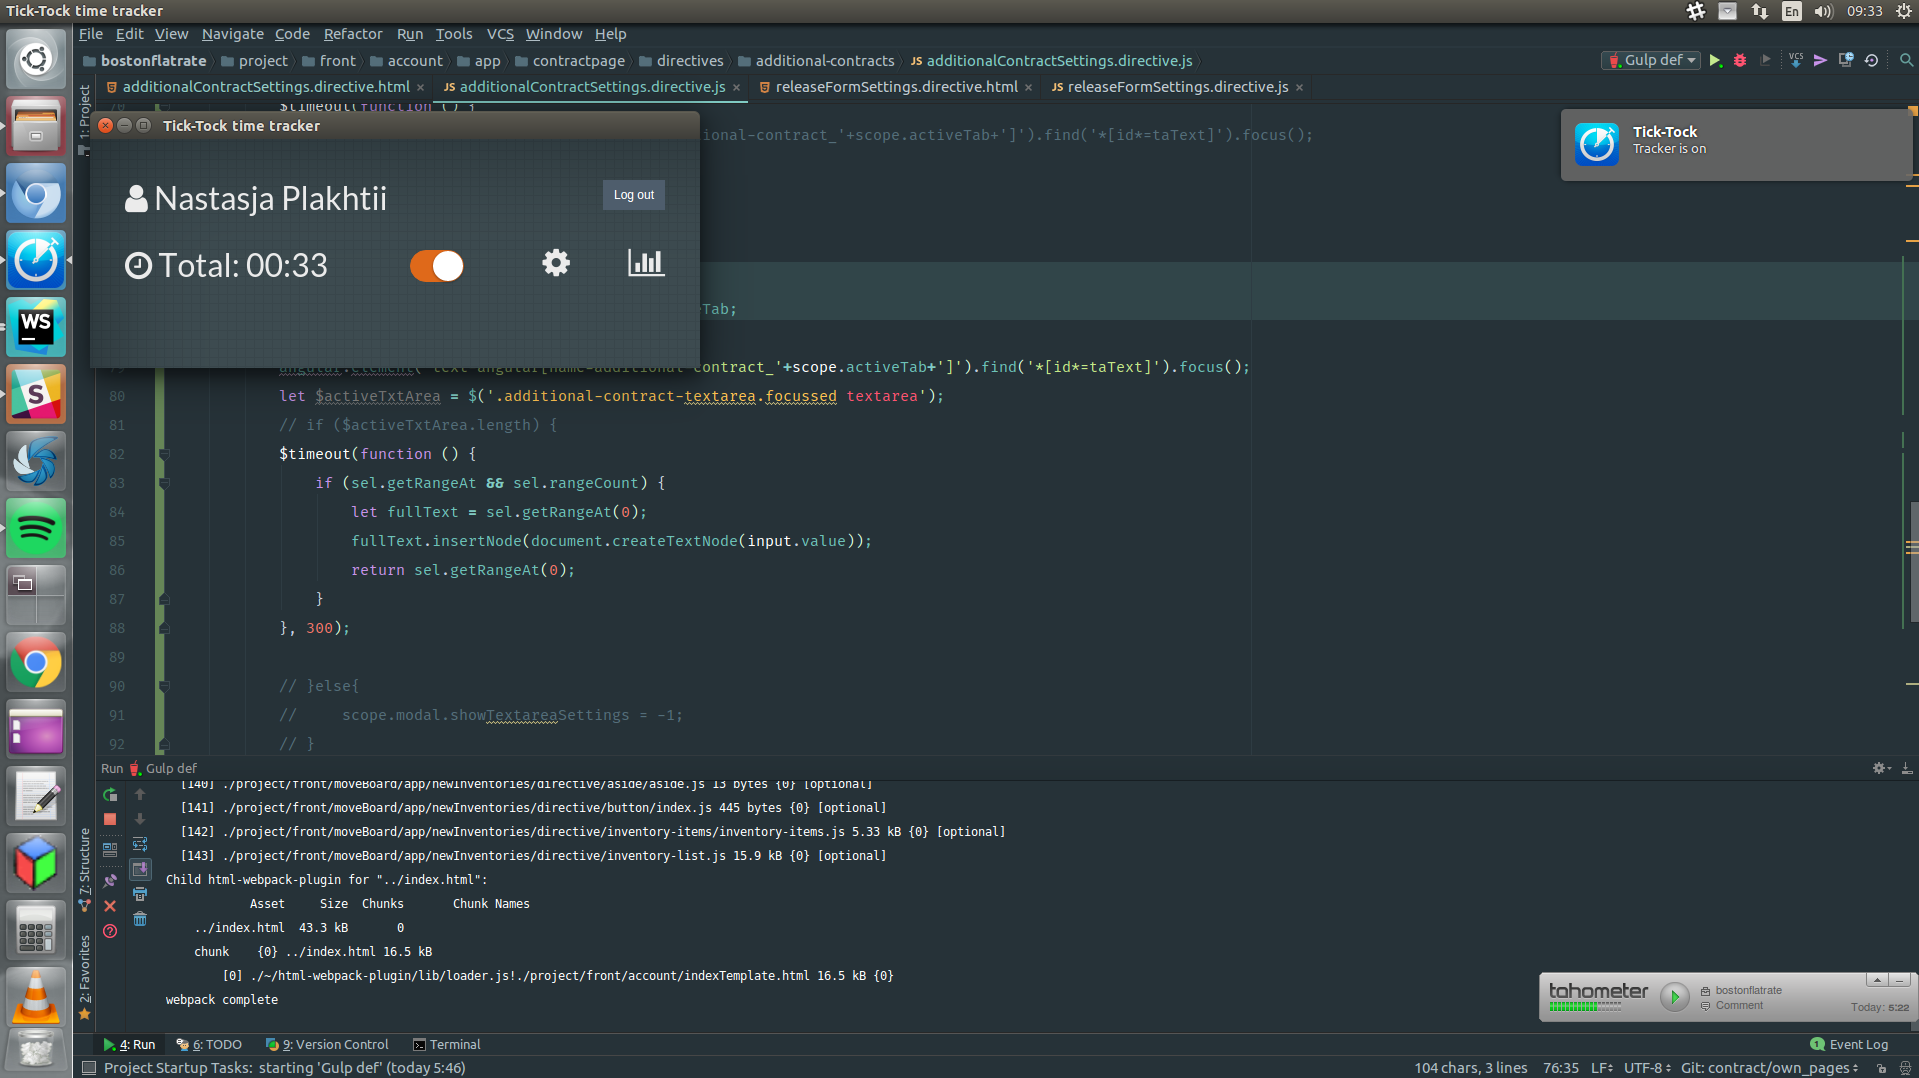 Tick-Tock time tracker
En
09:33
File Edit View Navigate Code Refactor Run Tools VCS Window Help
bostonflatrate project front account app contractpage directives additional-contracts additionalContractSettings.directive.js
Gulp def
VCS
additionalContractSettings.directive.html additionalContractSettings.directive.js releaseFormSettings.directive.html releaseFormSettings.directive.js
1: Project
$timeout(function () {
Tick-Tock time tracker
ional-contract_'+scope.activeTab+']').find('*[id*=taText]').focus();
Tick-Tock
Tracker is on
Nastasja Plakhtii
Log out
Total: 00:33
Tab;
angular.element('text-angular[name=additional-contract_'+scope.activeTab+']').find('*[id*=taText]').focus();
80 let $activeTxtArea = $('.additional-contract-textarea.focussed textarea');
81 // if ($activeTxtArea.length) {
82 $timeout(function () {
83 if (sel.getRangeAt && sel.rangeCount) {
84 let fullText = sel.getRangeAt(0);
85 fullText.insertNode(document.createTextNode(input.value));
86 return sel.getRangeAt(0);
87 }
88 }, 300);
89
90 // }else{
91 // scope.modal.showTextareaSettings = -1;
92 // }
Run Gulp def
[140] ./project/front/moveBoard/app/newInventories/directive/aside/aside.js 13 bytes {0} [optional]
[141] ./project/front/moveBoard/app/newInventories/directive/button/index.js 445 bytes {0} [optional]
[142] ./project/front/moveBoard/app/newInventories/directive/inventory-items/inventory-items.js 5.33 kB {0} [optional]
[143] ./project/front/moveBoard/app/newInventories/directive/inventory-list.js 15.9 kB {0} [optional]
Child html-webpack-plugin for "../index.html":
Asset Size Chunks Chunk Names
../index.html 43.3 kB 0
chunk {0} ../index.html 16.5 kB
[0] ./~/html-webpack-plugin/lib/loader.js!./project/front/account/indexTemplate.html 16.5 kB {0}
webpack complete
7: Structure
2: Favorites
WS
tahometer
bostonflatrate
Comment
Today: 5:22
4: Run 6: TODO 9: Version Control Terminal
1 Event Log
Project Startup Tasks: starting 'Gulp def' (today 5:46)
104 chars, 3 lines 76:35 LF UTF-8 Git: contract/own_pages